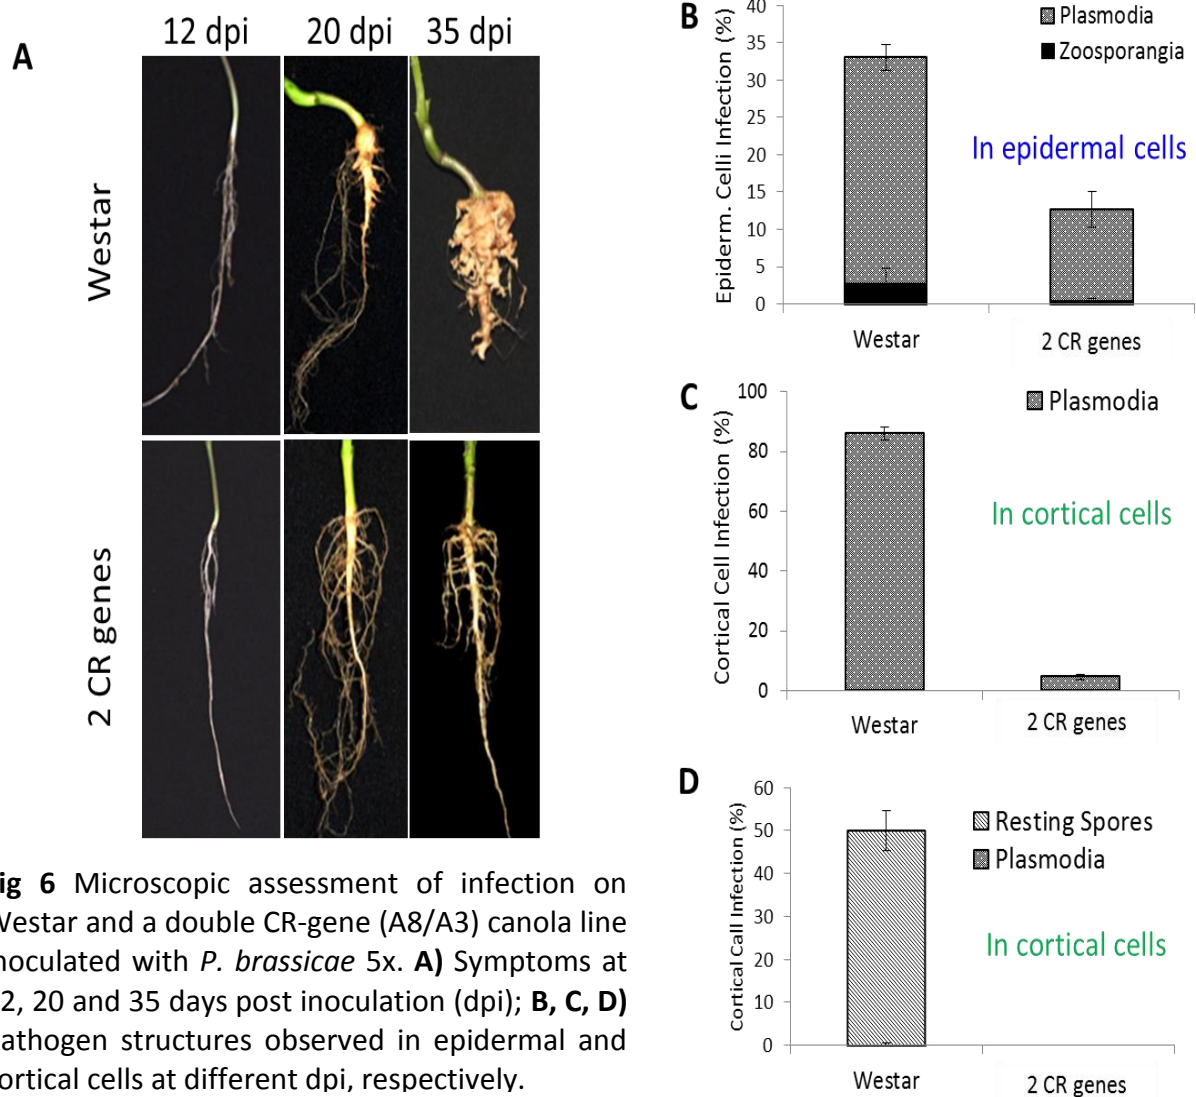 A
12 dpi 20 dpi 35 dpi
Westar
2 CR genes
B
Epiderm. Celli Infection (%)
40
35
30
25
20
15
10
5
0
Plasmodia
Zoosporangia
In epidermal cells
Westar 2 CR genes
C
Cortical Cell Infection (%)
100
80
60
40
20
0
Plasmodia
In cortical cells
Westar 2 CR genes
D
Cortical Call Infection (%)
60
50
40
30
20
10
0
Resting Spores
Plasmodia
In cortical cells
Westar 2 CR genes
ig 6 Microscopic assessment of infection on
Westar and a double CR-gene (A8/A3) canola line
noculated with P. brassicae 5x. A) Symptoms at
2, 20 and 35 days post inoculation (dpi); B, C, D)
athogen structures observed in epidermal and
ortical cells at different dpi, respectively.